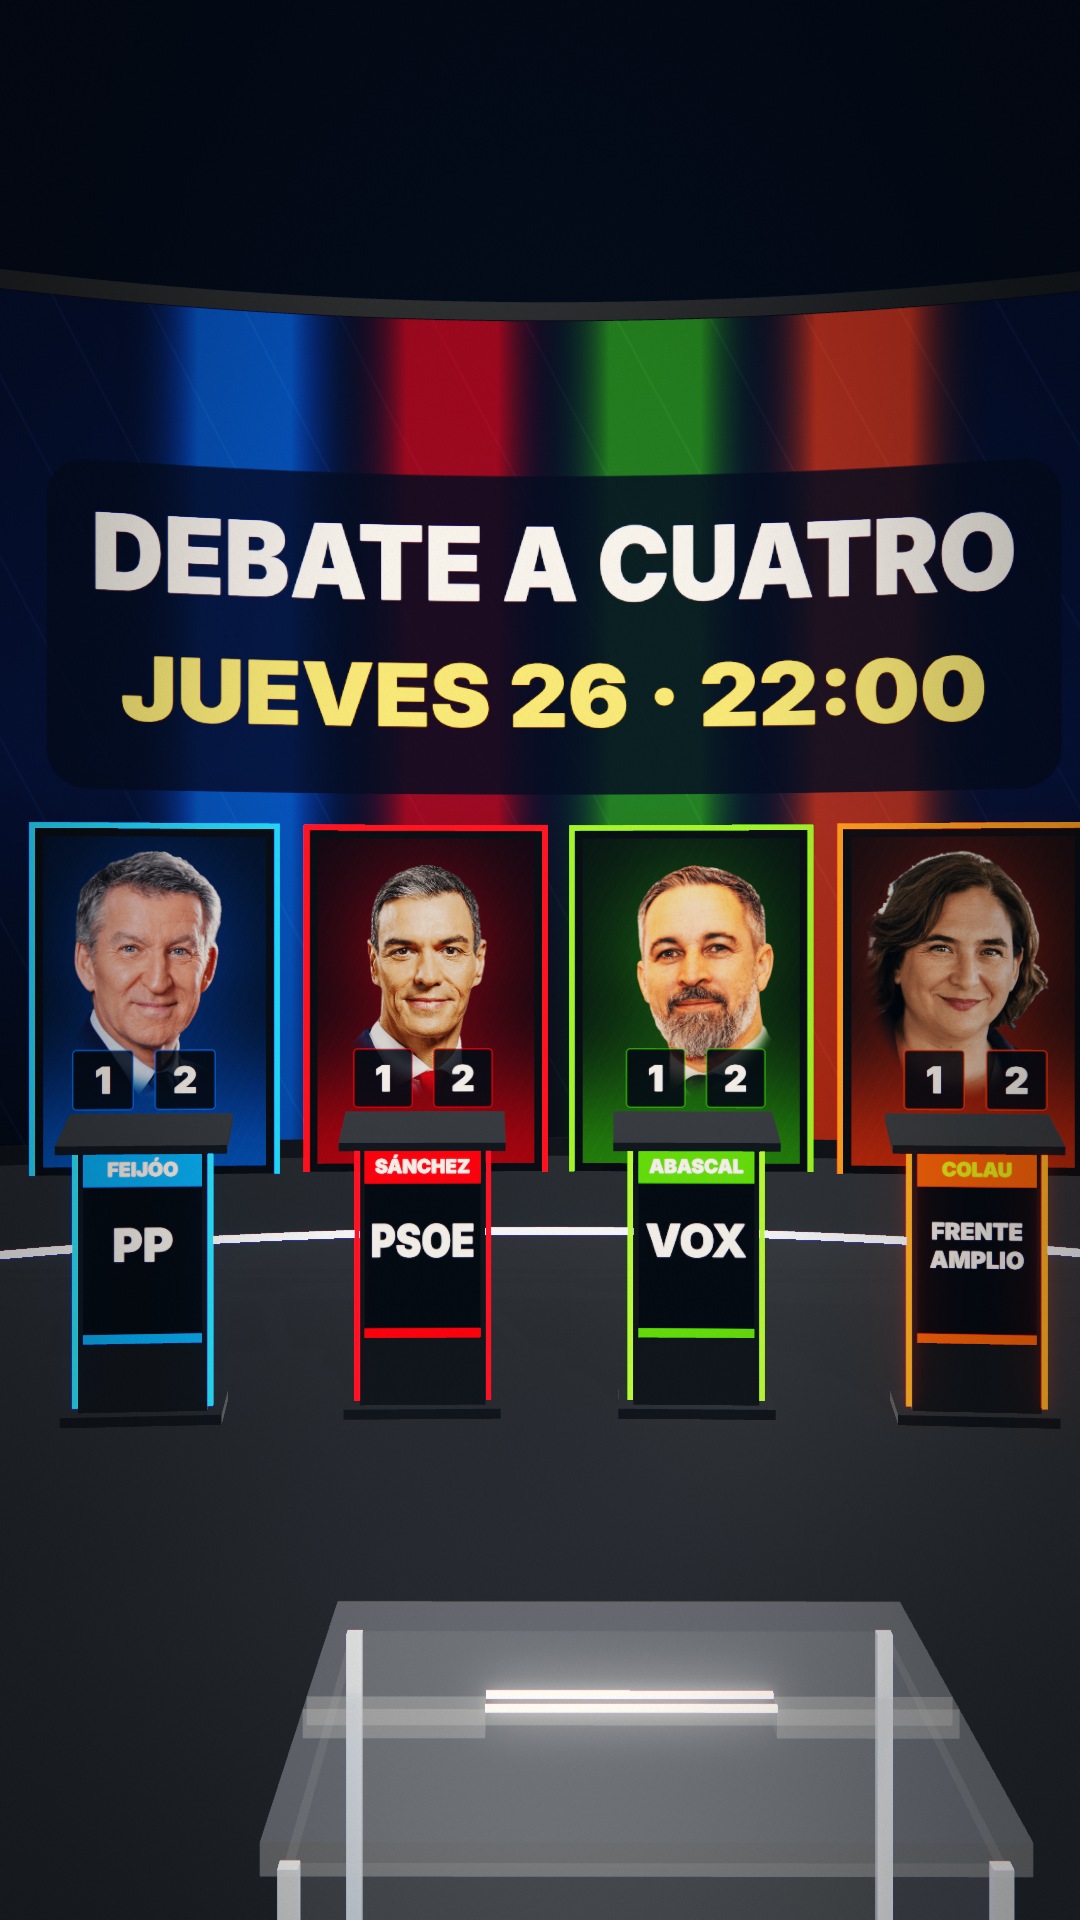 DEBATE A CUATRO
JUEVES 26 · 22:00
1 2
1 2
1 2
1 2
FEIJÓO
SÁNCHEZ
ABASCAL
COLAU
PP
PSOE
VOX
FRENTE
AMPLIO